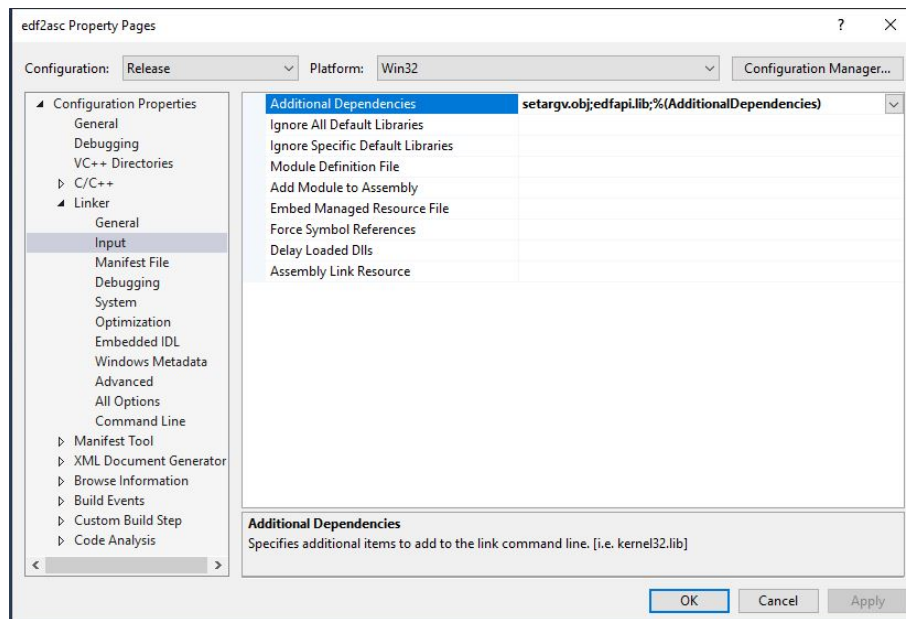 edf2asc Property Pages
? ×
Configuration: Release Platform: Win32 Configuration Manager...
Configuration Properties
General
Debugging
VC++ Directories
C/C++
Linker
General
Input
Manifest File
Debugging
System
Optimization
Embedded IDL
Windows Metadata
Advanced
All Options
Command Line
Manifest Tool
XML Document Generator
Browse Information
Build Events
Custom Build Step
Code Analysis
Additional Dependencies setargv.obj;edfapi.lib;%(AdditionalDependencies)
Ignore All Default Libraries
Ignore Specific Default Libraries
Module Definition File
Add Module to Assembly
Embed Managed Resource File
Force Symbol References
Delay Loaded Dlls
Assembly Link Resource
Additional Dependencies
Specifies additional items to add to the link command line. [i.e. kernel32.lib]
OK Cancel Apply